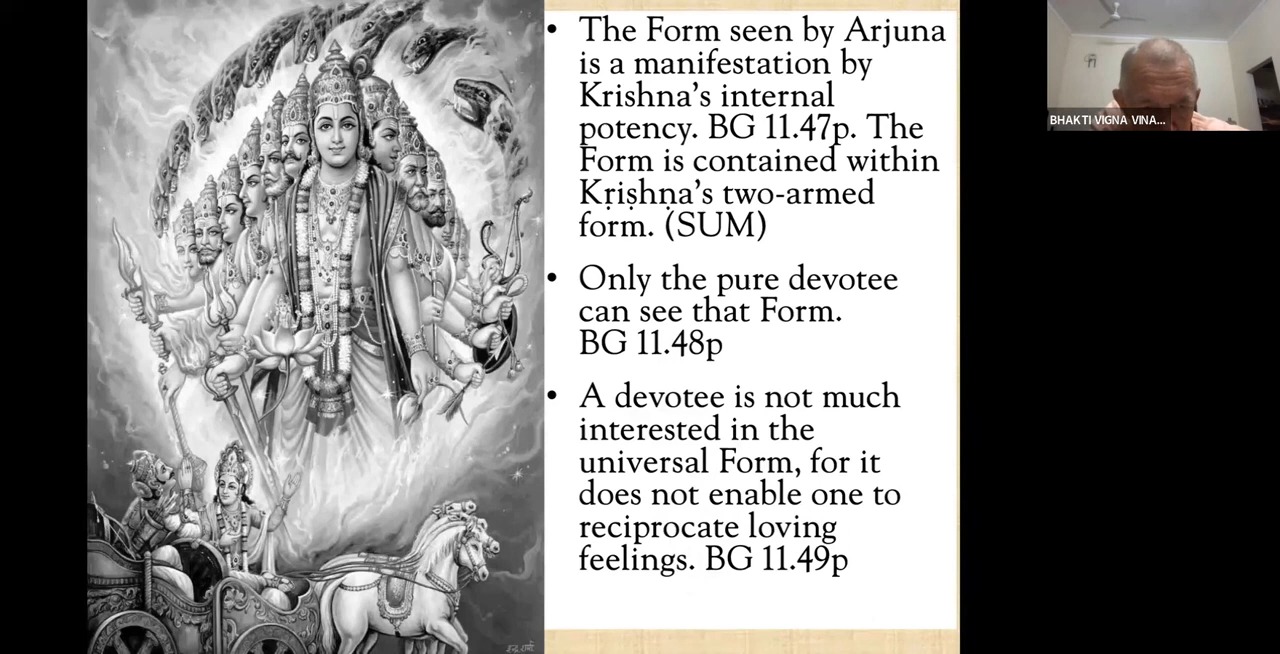 • The Form seen by Arjuna
is a manifestation by
Krishna’s internal
potency. BG 11.47p. The
Form is contained within
Kṛiṣhṇa’s two-armed
form. (SUM)
• Only the pure devotee
can see that Form.
BG 11.48p
• A devotee is not much
interested in the
universal Form, for it
does not enable one to
reciprocate loving
feelings. BG 11.49p
BHAKTI VIGNA VINA...